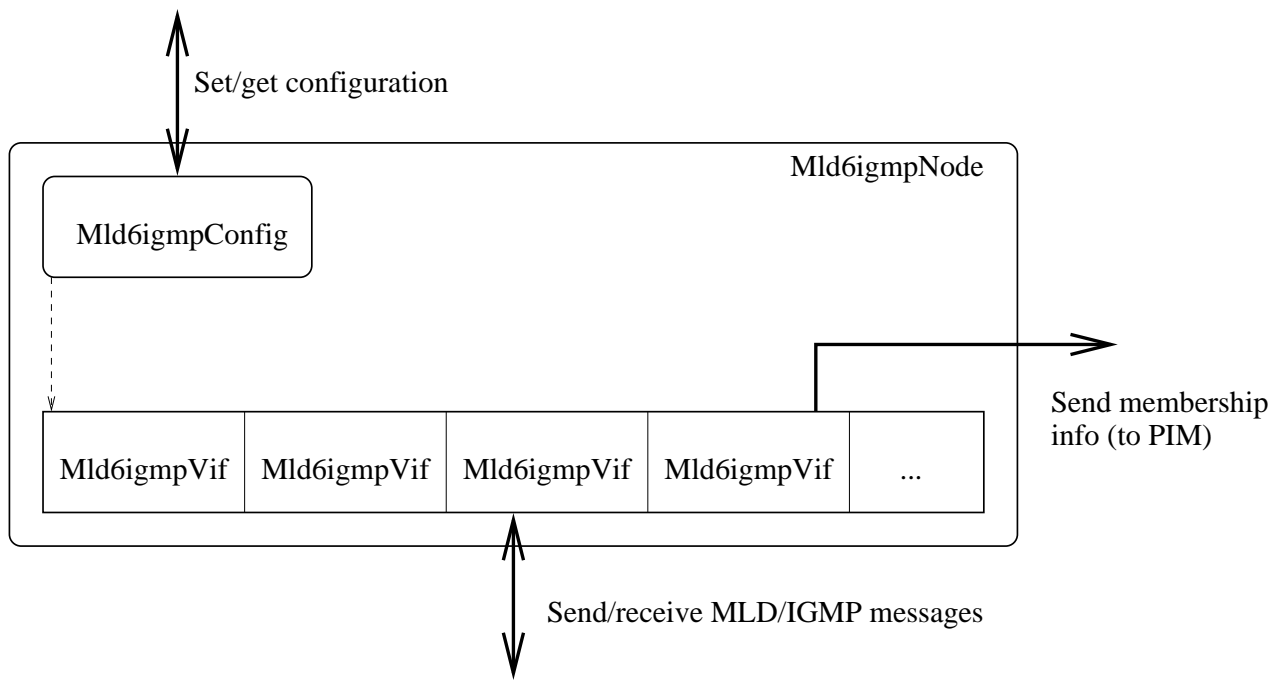 Set/get configuration
Mld6igmpNode
Mld6igmpConfig
Send membership
info (to PIM)
Mld6igmpVif Mld6igmpVif Mld6igmpVif Mld6igmpVif ...
Send/receive MLD/IGMP messages